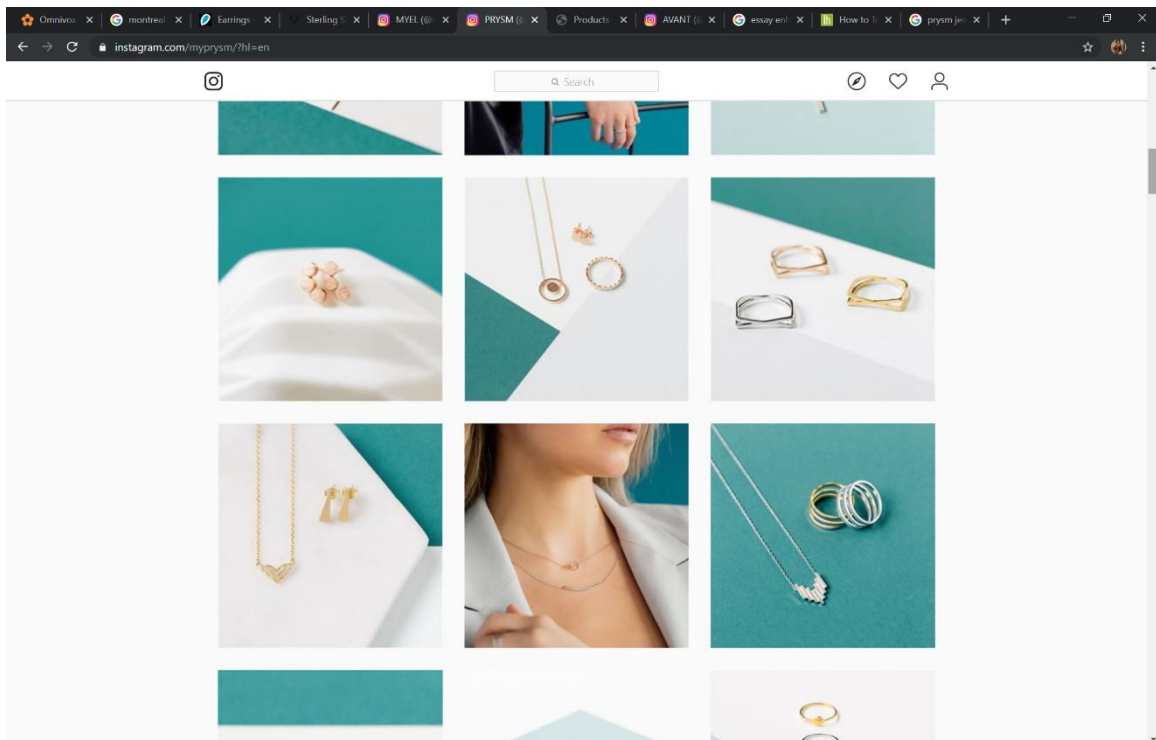 Omnivox montreal Earrings Sterling S MYEL (@ PRYSM (@ Products AVANT (@ essay enh How to T prysm jew
instagram.com/myprysm/?hl=en
Search